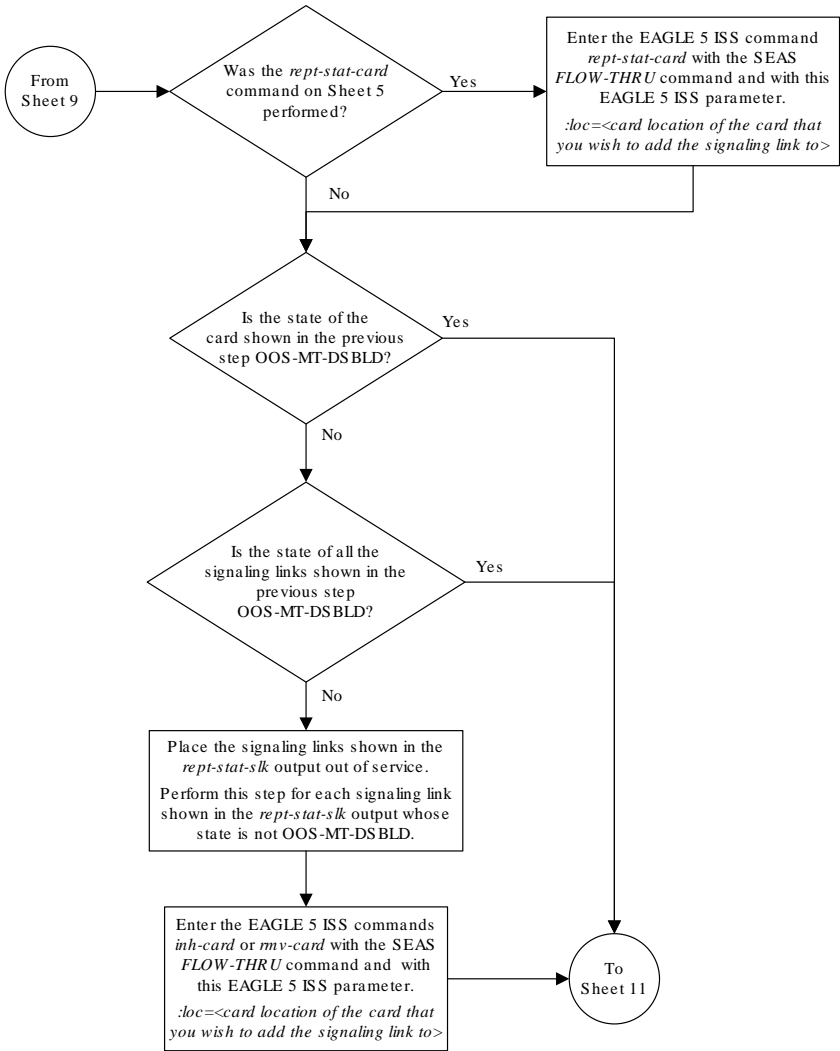 From
Sheet 9
Was the rept-stat-card
command on Sheet 5
performed?
Yes
Enter the EAGLE 5 ISS command
rept-stat-card with the SEAS
FLOW-THRU command and with this
EAGLE 5 ISS parameter.
:loc=<card location of the card that
you wish to add the signaling link to>
No
Is the state of the
card shown in the previous
step OOS-MT-DSBLD?
Yes
No
Is the state of all the
signaling links shown in the
previous step
OOS-MT-DSBLD?
Yes
No
Place the signaling links shown in the
rept-stat-slk output out of service.
Perform this step for each signaling link
shown in the rept-stat-slk output whose
state is not OOS-MT-DSBLD.
Enter the EAGLE 5 ISS commands
inh-card or rmv-card with the SEAS
FLOW-THRU command and with
this EAGLE 5 ISS parameter.
:loc=<card location of the card that
you wish to add the signaling link to>
To
Sheet 11